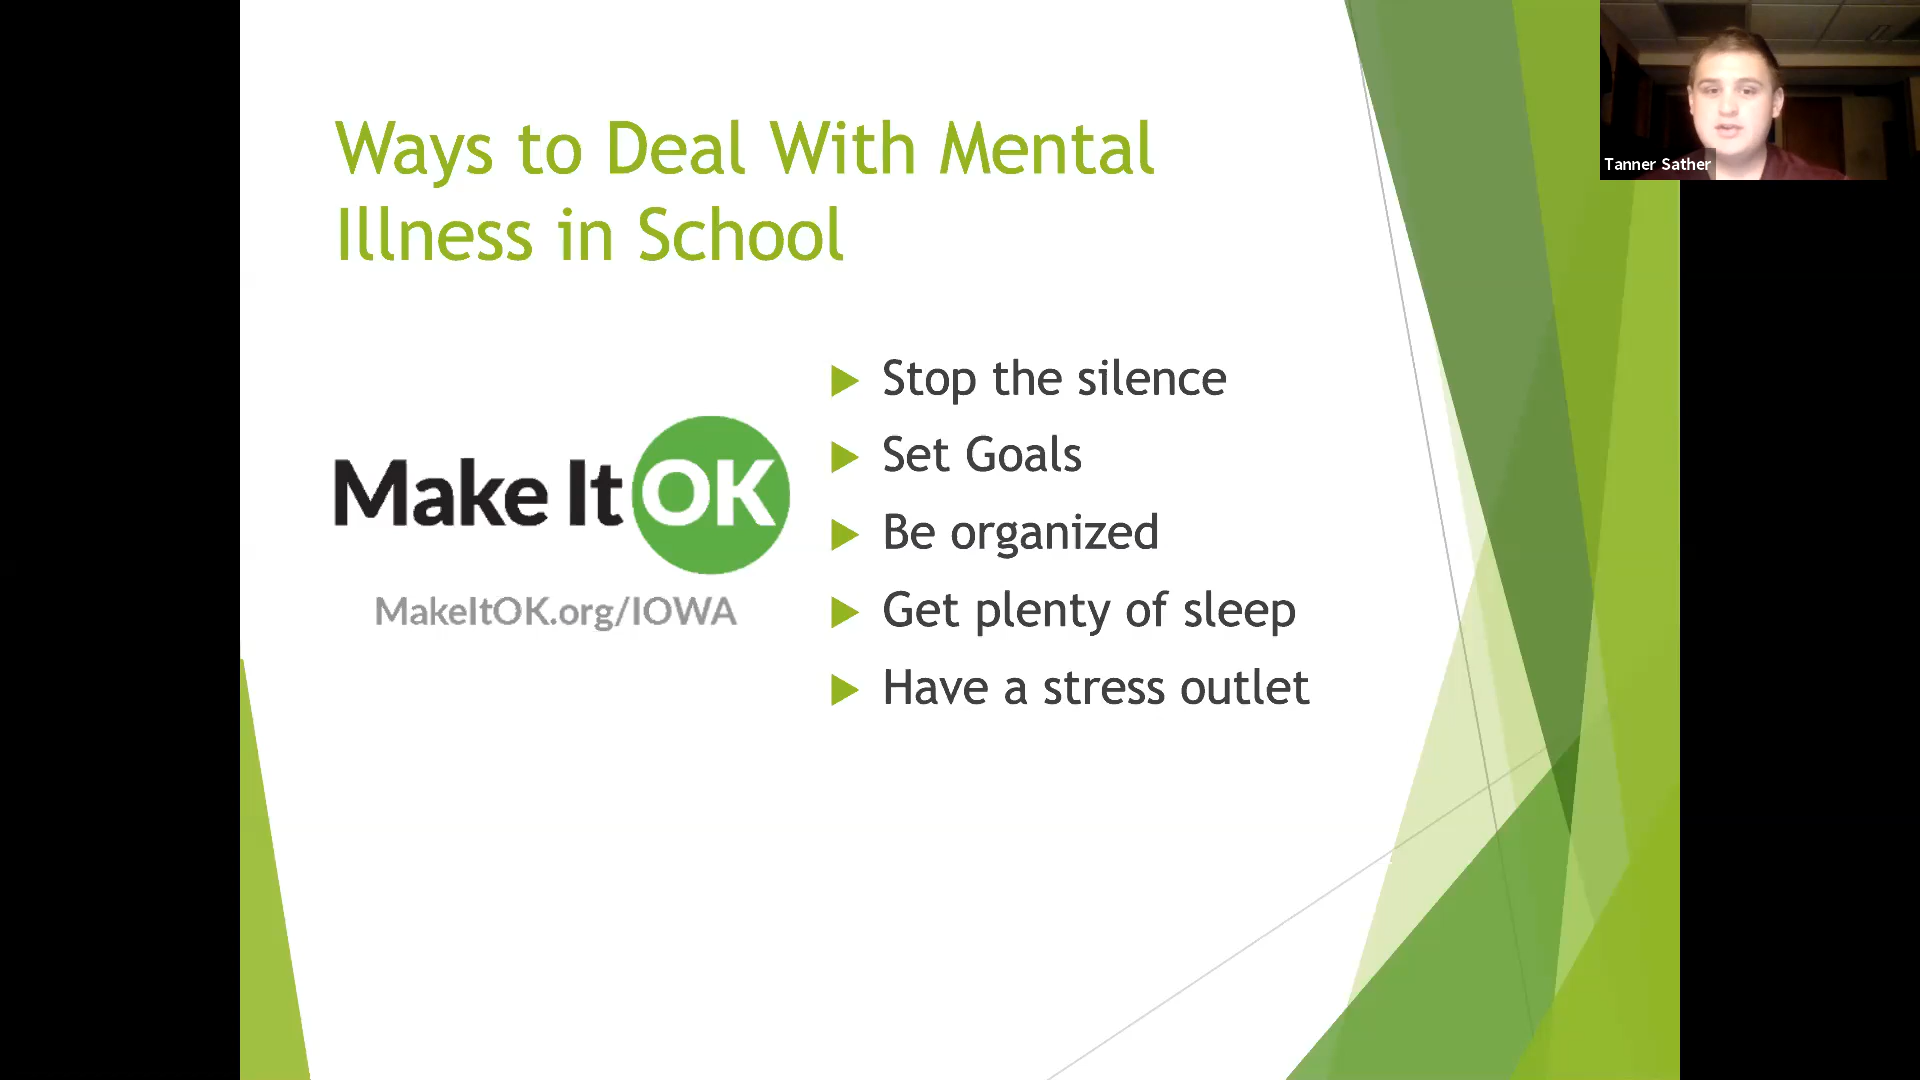 Ways to Deal With Mental
Illness in School
Make It OK
MakeItOK.org/IOWA
Stop the silence
Set Goals
Be organized
Get plenty of sleep
Have a stress outlet
Tanner Sather